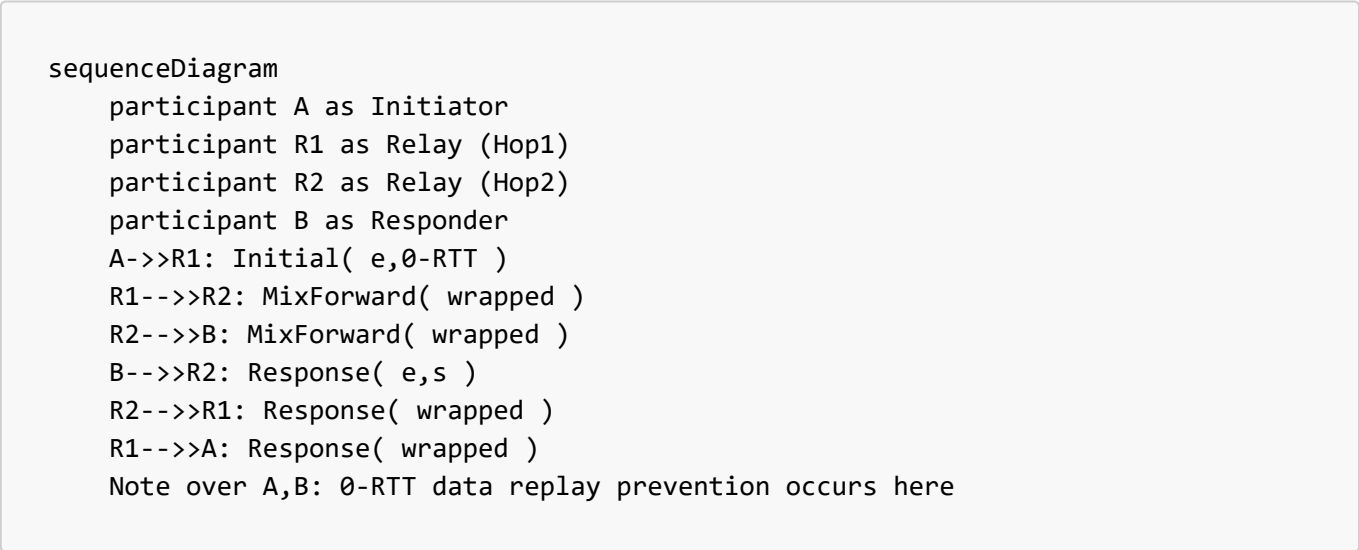 sequenceDiagram
    participant A as Initiator
    participant R1 as Relay (Hop1)
    participant R2 as Relay (Hop2)
    participant B as Responder
    A->>R1: Initial( e,0-RTT )
    R1-->>R2: MixForward( wrapped )
    R2-->>B: MixForward( wrapped )
    B-->>R2: Response( e,s )
    R2-->>R1: Response( wrapped )
    R1-->>A: Response( wrapped )
    Note over A,B: 0-RTT data replay prevention occurs here